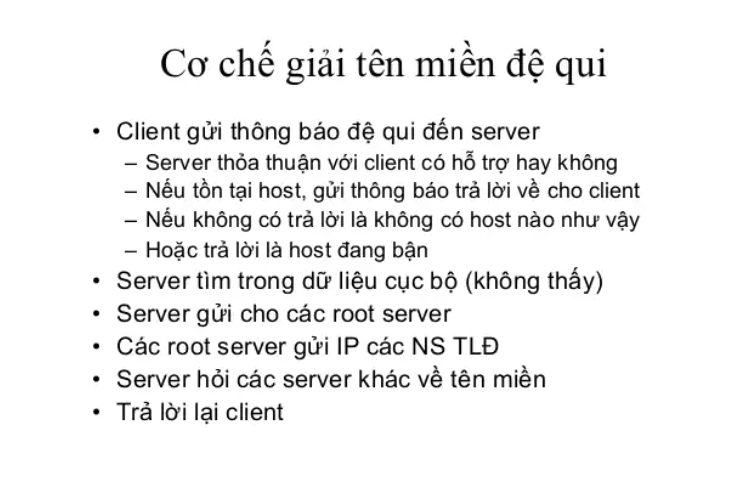 Cơ chế giải tên miền đệ qui
• Client gửi thông báo đệ qui đến server
– Server thỏa thuận với client có hỗ trợ hay không
– Nếu tồn tại host, gửi thông báo trả lời về cho client
– Nếu không có trả lời là không có host nào như vậy
– Hoặc trả lời là host đang bận
• Server tìm trong dữ liệu cục bộ (không thấy)
• Server gửi cho các root server
• Các root server gửi IP các NS TLĐ
• Server hỏi các server khác về tên miền
• Trả lời lại client